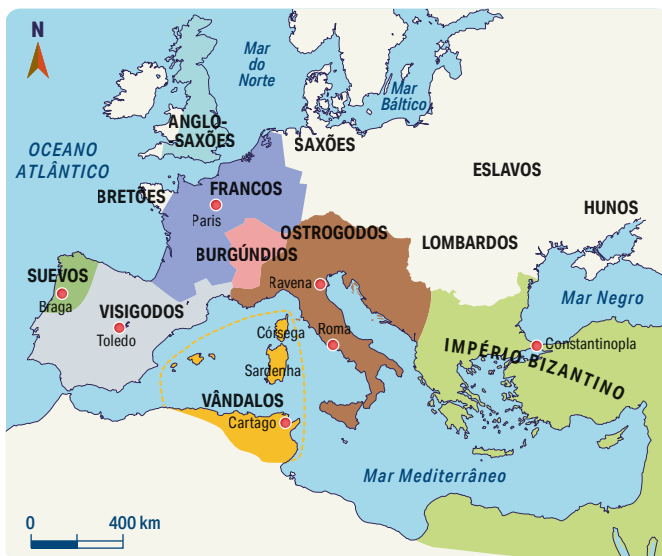 N
Mar
do
Norte
Mar
Báltico
ANGLO-
-SAXÕES
SAXÕES
OCEANO
ATLÂNTICO
ESLAVOS
BRETÕES
FRANCOS
Paris
HUNOS
OSTROGODOS
LOMBARDOS
BURGÚNDIOS
SUEVOS
Braga
Ravena
Mar Negro
VISIGODOS
Toledo
Córsega
Roma
Constantinopla
IMPÉRIO BIZANTINO
Sardenha
VÂNDALOS
Cartago
Mar Mediterrâneo
0 400 km